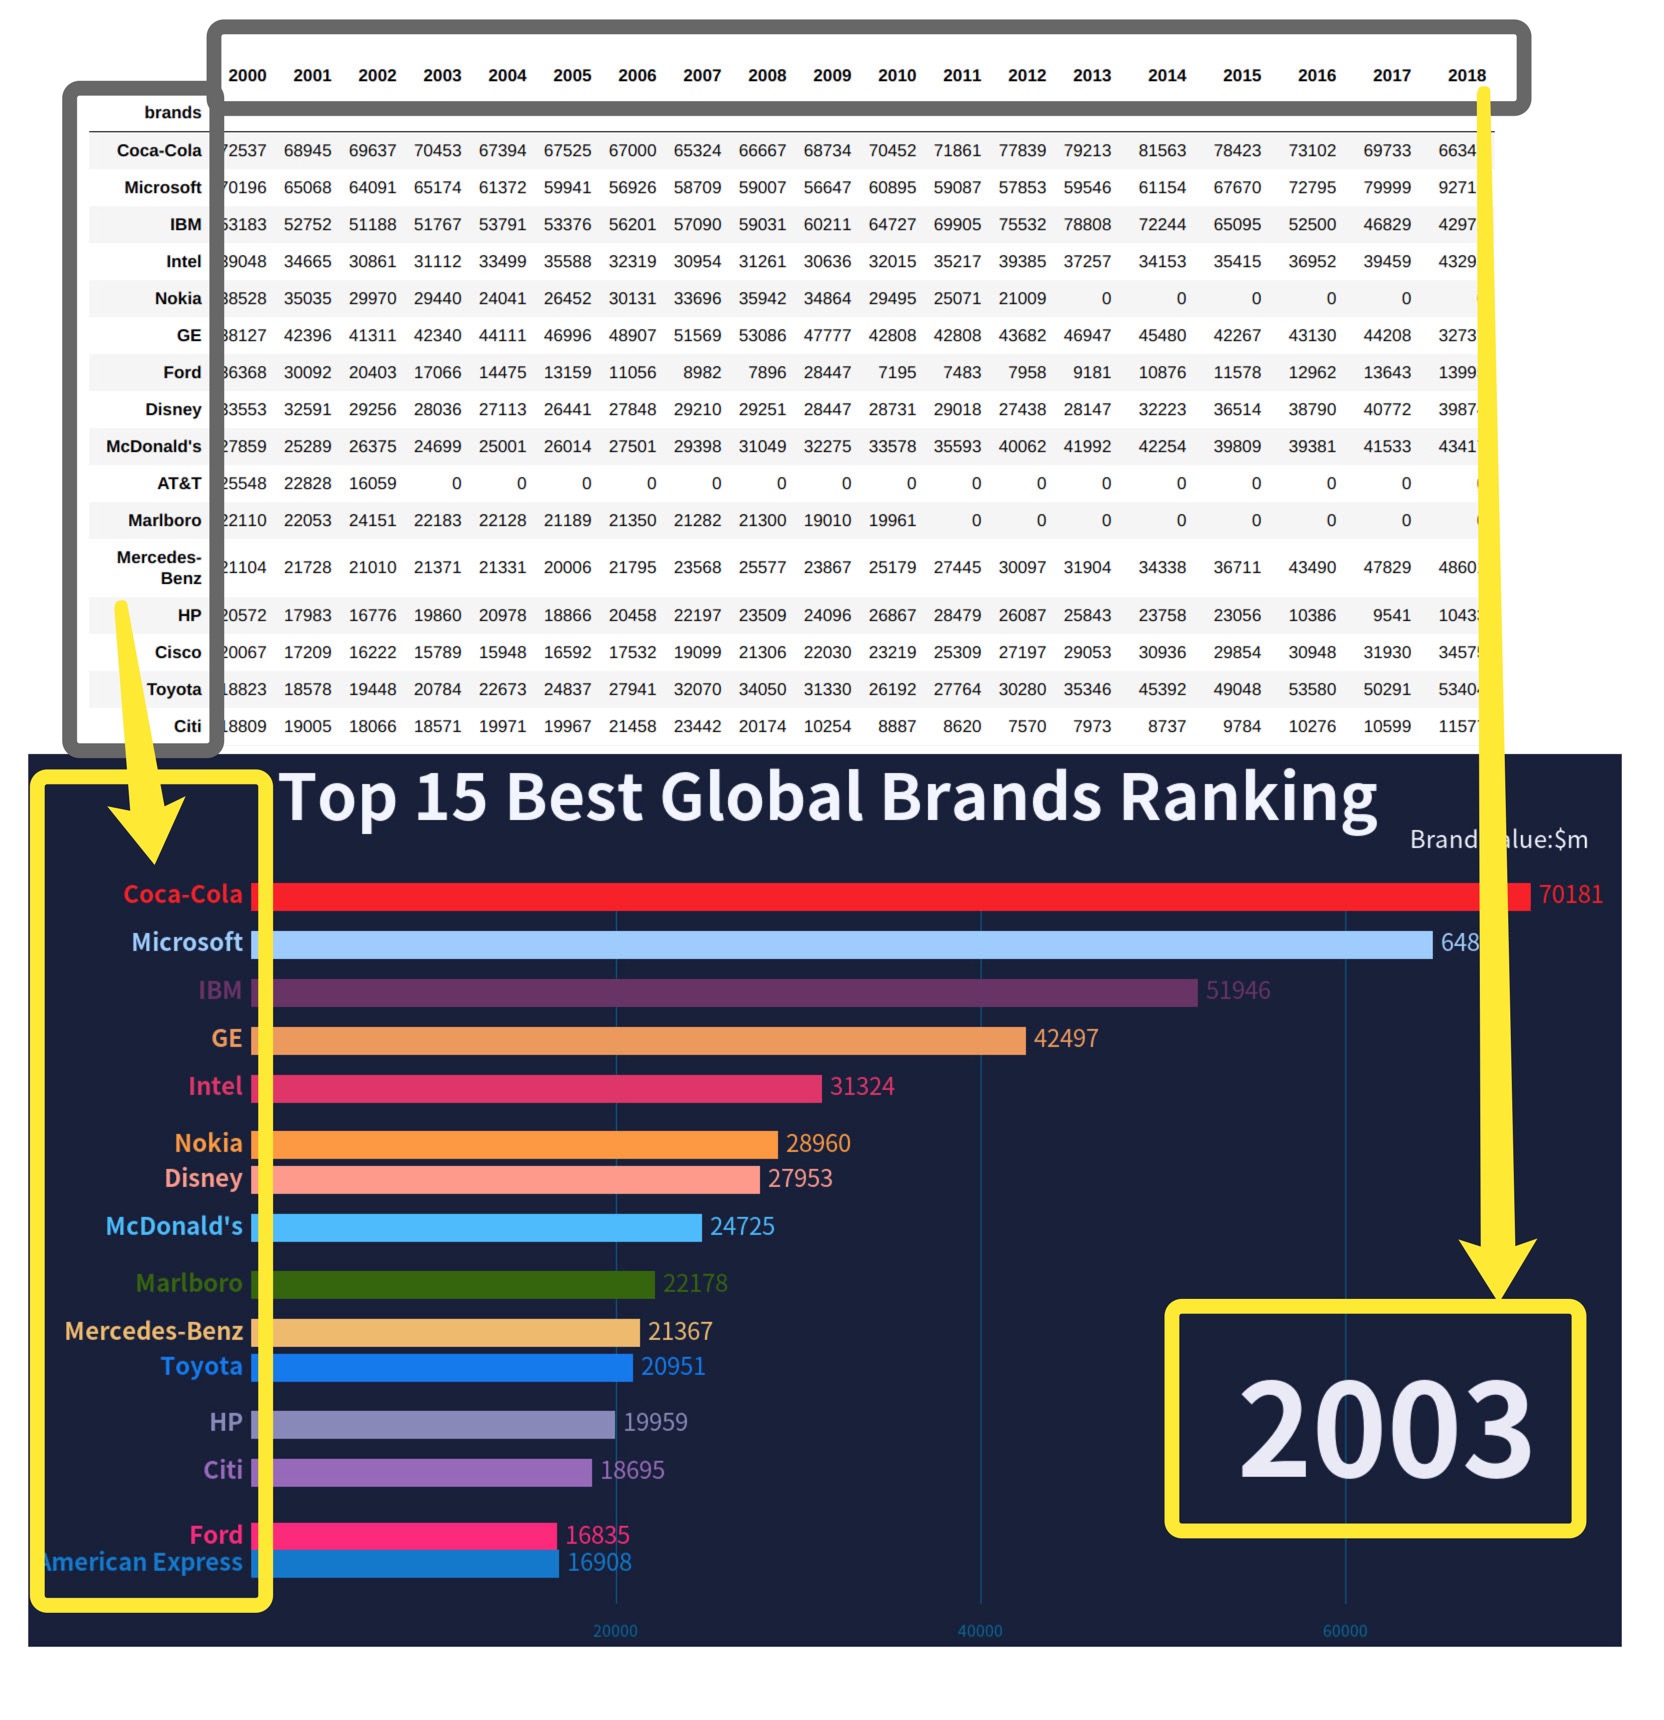 2000 2001 2002 2003 2004 2005 2006 2007 2008 2009 2010 2011 2012 2013 2014 2015 2016 2017 2018
brands
Coca-Cola 72537 68945 69637 70453 67394 67525 67000 65324 66667 68734 70452 71861 77839 79213 81563 78423 73102 69733
Microsoft 70196 65068 64091 65174 61372 59941 56926 58709 59007 56647 60895 59087 57853 59546 61154 67670 72795 79999
IBM 53183 52752 51188 51767 53791 53376 56201 57090 59031 60211 64727 69905 75532 78808 72244 65095 52500 46829
Intel 39048 34665 30861 31112 33499 35588 32319 30954 31261 30636 32015 35217 39385 37257 34153 35415 36952 39459
Nokia 38528 35035 29970 29440 24041 26452 30131 33696 35942 34864 29495 25071 21009 0 0 0 0 0
GE 38127 42396 41311 42340 44111 46996 48907 51569 53086 47777 42808 42808 43682 46947 45480 42267 43130 44208
Ford 36368 30092 20403 17066 14475 13159 11056 8982 7896 28447 7195 7483 7958 9181 10876 11578 12962 13643
Disney 33553 32591 29256 28036 27113 26441 27848 29210 29251 28447 28731 29018 27438 28147 32223 36514 38790 40772
McDonald's 27859 25289 26375 24699 25001 26014 27501 29398 31049 32275 33578 35593 40062 41992 42254 39809 39381 41533
AT&T 25548 22828 16059 0 0 0 0 0 0 0 0 0 0 0 0 0 0 0
Marlboro 22110 22053 24151 22183 22128 21189 21350 21282 21300 19010 19961 0 0 0 0 0 0 0
Mercedes-
Benz 21104 21728 21010 21371 21331 20006 21795 23568 25577 23867 25179 27445 30097 31904 34338 36711 43490 47829
HP 20572 17983 16776 19860 20978 18866 20458 22197 23509 24096 26867 28479 26087 25843 23758 23056 10386 9541
Cisco 20067 17209 16222 15789 15948 16592 17532 19099 21306 22030 23219 25309 27197 29053 30936 29854 30948 31930 34575
Toyota 18823 18578 19448 20784 22673 24837 27941 32070 34050 31330 26192 27764 30280 35346 45392 49048 53580 50291 53404
Citi 18809 19005 18066 18571 19971 19967 21458 23442 20174 10254 8887 8620 7570 7973 8737 9784 10276 10599 11577
Top 15 Best Global Brands Ranking
Brand Value:$m
Coca-Cola 70181
Microsoft
IBM 51946
GE 42497
Intel 31324
Nokia 28960
Disney 27953
McDonald's 24725
Marlboro 22178
Mercedes-Benz 21367
Toyota 20951
HP 19959
Citi 18695
Ford 16835
American Express 16908
2003
20000 40000 60000